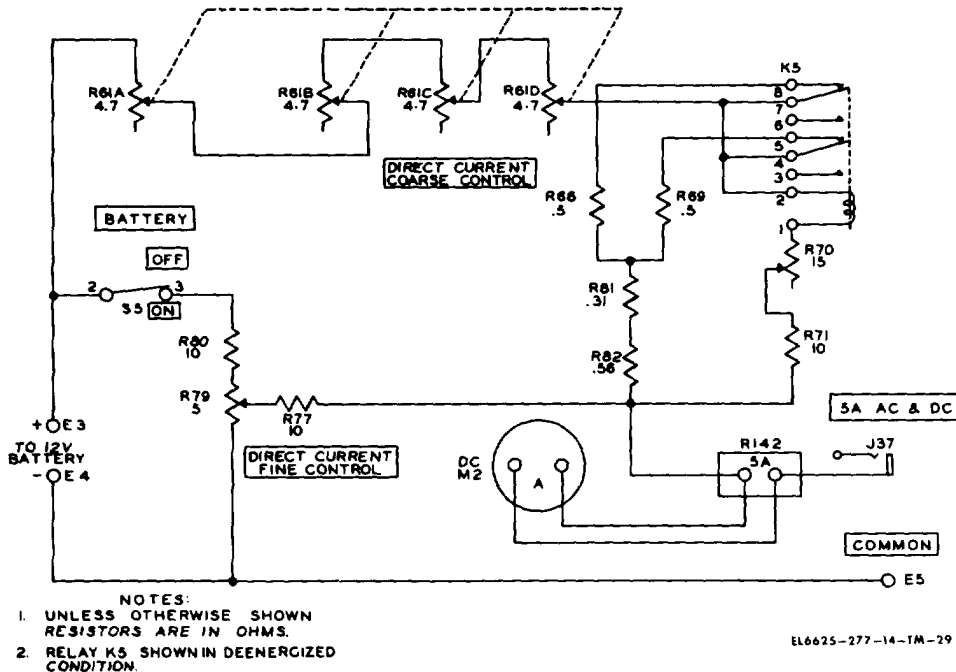 R61A
4.7
R61B
4.7
R61C
4.7
R61D
4.7
K5
8
7
6
5
4
3
2
1
DIRECT CURRENT
COARSE CONTROL
R66
.5
R69
.5
BATTERY
OFF
2
3
S5
ON
R70
15
R81
.31
R80
10
R82
.56
R71
10
R79
5
R77
10
5A AC & DC
+
E3
TO 12V
BATTERY
-
E4
DIRECT CURRENT
FINE CONTROL
DC
M2
A
R142
5A
J37
COMMON
E5
NOTES:
1. UNLESS OTHERWISE SHOWN
RESISTORS ARE IN OHMS.
2. RELAY K5 SHOWN IN DEENERGIZED
CONDITION.
EL6625-277-14-TM-29